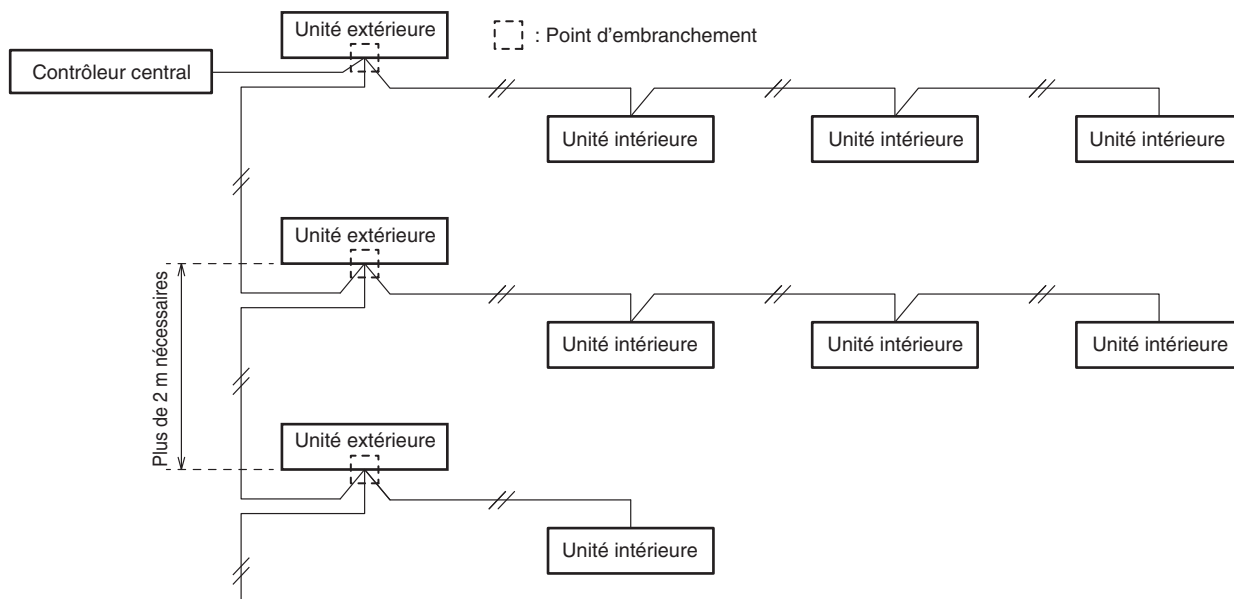 Unité extérieure
: Point d'embranchement
Contrôleur central
Unité intérieure
Unité intérieure
Unité intérieure
Unité extérieure
Plus de 2 m nécessaires
Unité intérieure
Unité intérieure
Unité intérieure
Unité extérieure
Unité intérieure